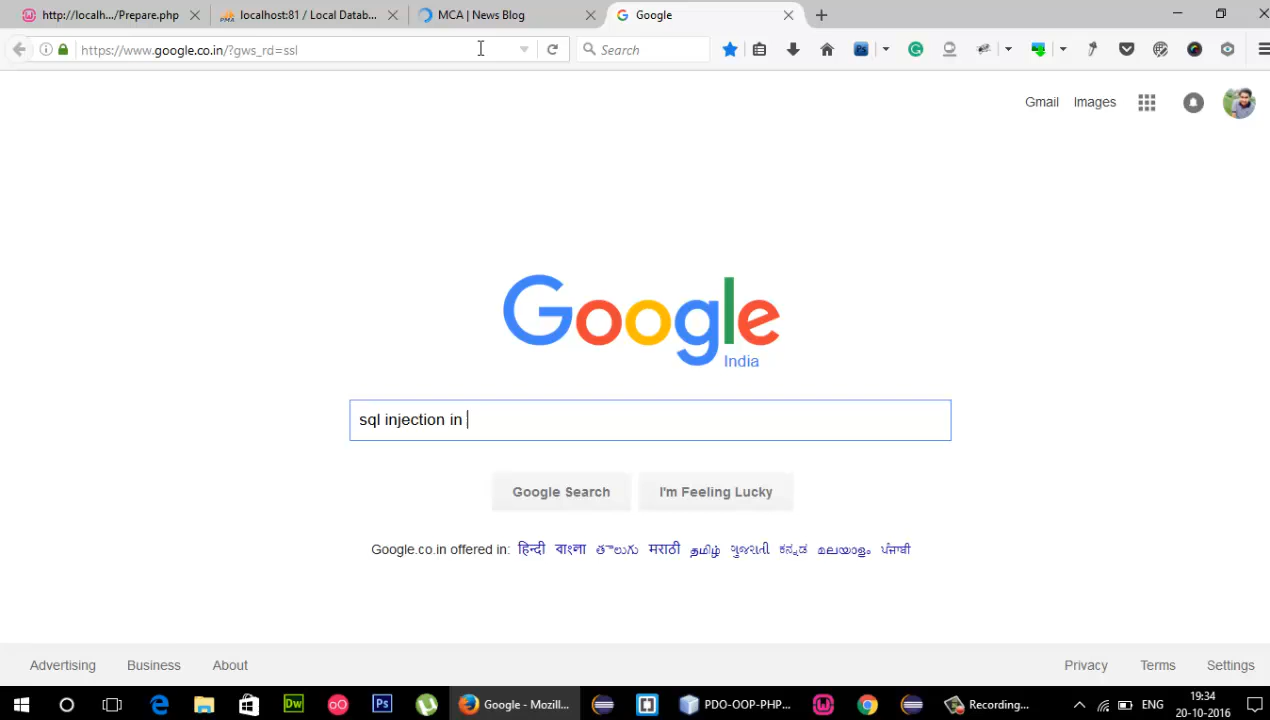 http://localh.../Prepare.php
localhost:81 / Local Datab...
MCA | News Blog
Google
https://www.google.co.in/?gws_rd=ssl
Search
Gmail Images
Google
India
sql injection in
Google Search
I'm Feeling Lucky
Google.co.in offered in: हिन्दी বাংলা తెలుగు मराठी தமிழ் ગુજરાતી ಕನ್ನಡ മലയാളം ਪੰਜਾਬੀ
Advertising Business About
Privacy Terms Settings
Dw
Ps
Google - Mozill...
PDO-OOP-PHP...
Recording...
ENG
19:34
20-10-2016